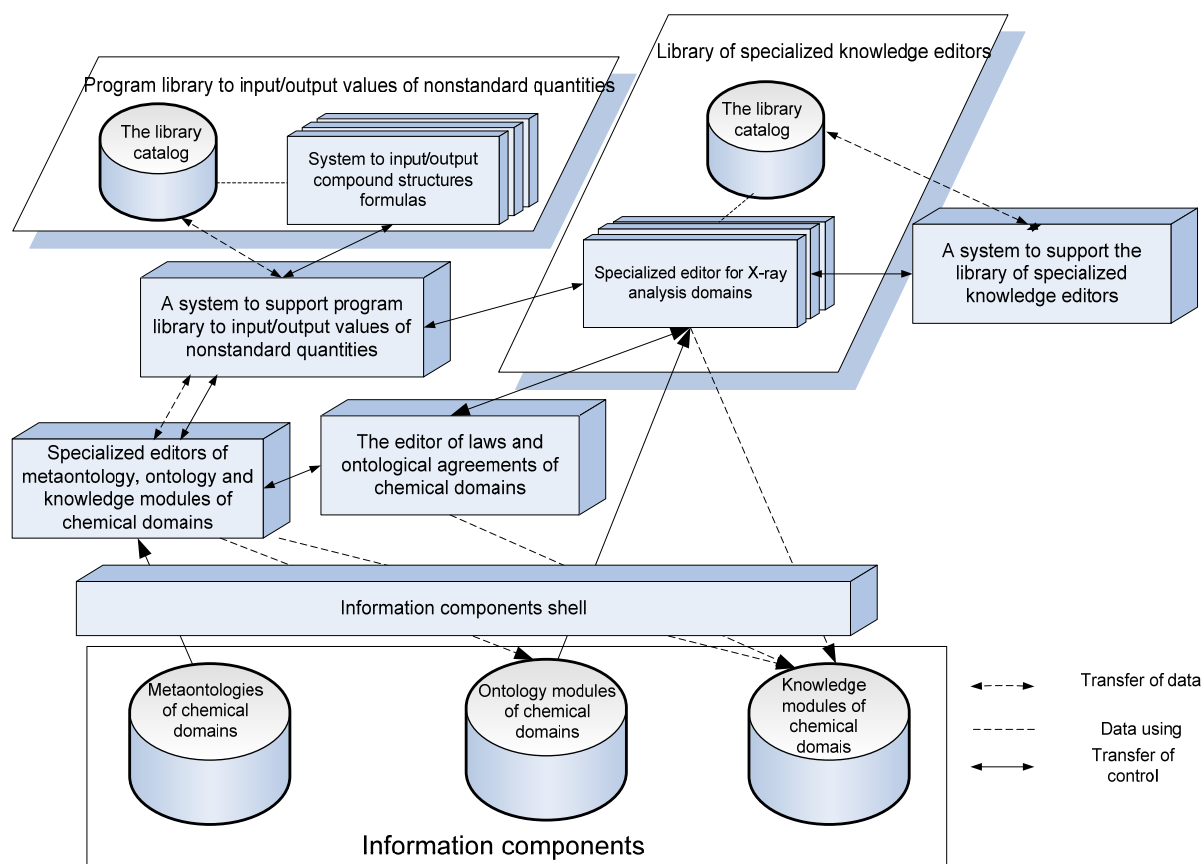 Library of specialized knowledge editors
Program library to input/output values of nonstandard quantities
The library
catalog
System to input/output
compound structures
formulas
The library
catalog
Specialized editor for X-ray
analysis domains
A system to support the
library of specialized
knowledge editors
A system to support program
library to input/output values of
nonstandard quantities
Specialized editors of
metaontology, ontology and
knowledge modules of
chemical domains
The editor of laws and
ontological agreements of
chemical domains
Information components shell
Metaontologies
of chemical
domains
Ontology modules
of chemical
domains
Knowledge
modules of
chemical domais
Transfer of data
Data using
Transfer of
control
Information components